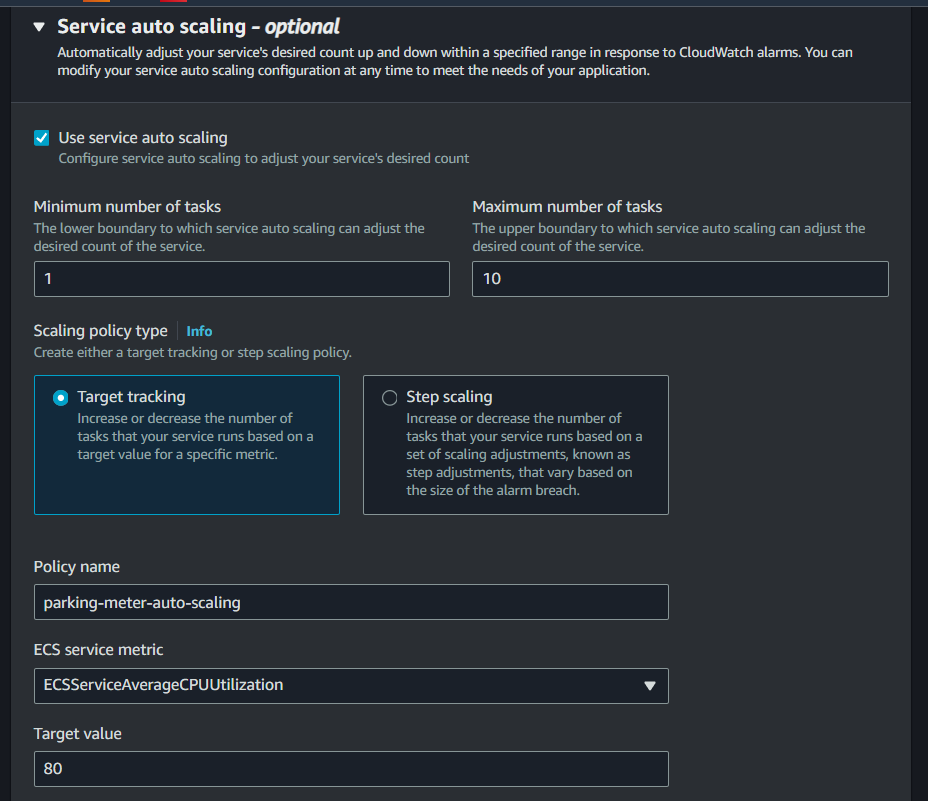 Service auto scaling - optional
Automatically adjust your service's desired count up and down within a specified range in response to CloudWatch alarms. You can
modify your service auto scaling configuration at any time to meet the needs of your application.
Use service auto scaling
Configure service auto scaling to adjust your service's desired count
Minimum number of tasks
The lower boundary to which service auto scaling can adjust the
desired count of the service.
1
Maximum number of tasks
The upper boundary to which service auto scaling can adjust the
desired count of the service.
10
Scaling policy type Info
Create either a target tracking or step scaling policy.
Target tracking
Increase or decrease the number of
tasks that your service runs based on a
target value for a specific metric.
Step scaling
Increase or decrease the number of
tasks that your service runs based on a
set of scaling adjustments, known as
step adjustments, that vary based on
the size of the alarm breach.
Policy name
parking-meter-auto-scaling
ECS service metric
ECSServiceAverageCPUUtilization
Target value
80